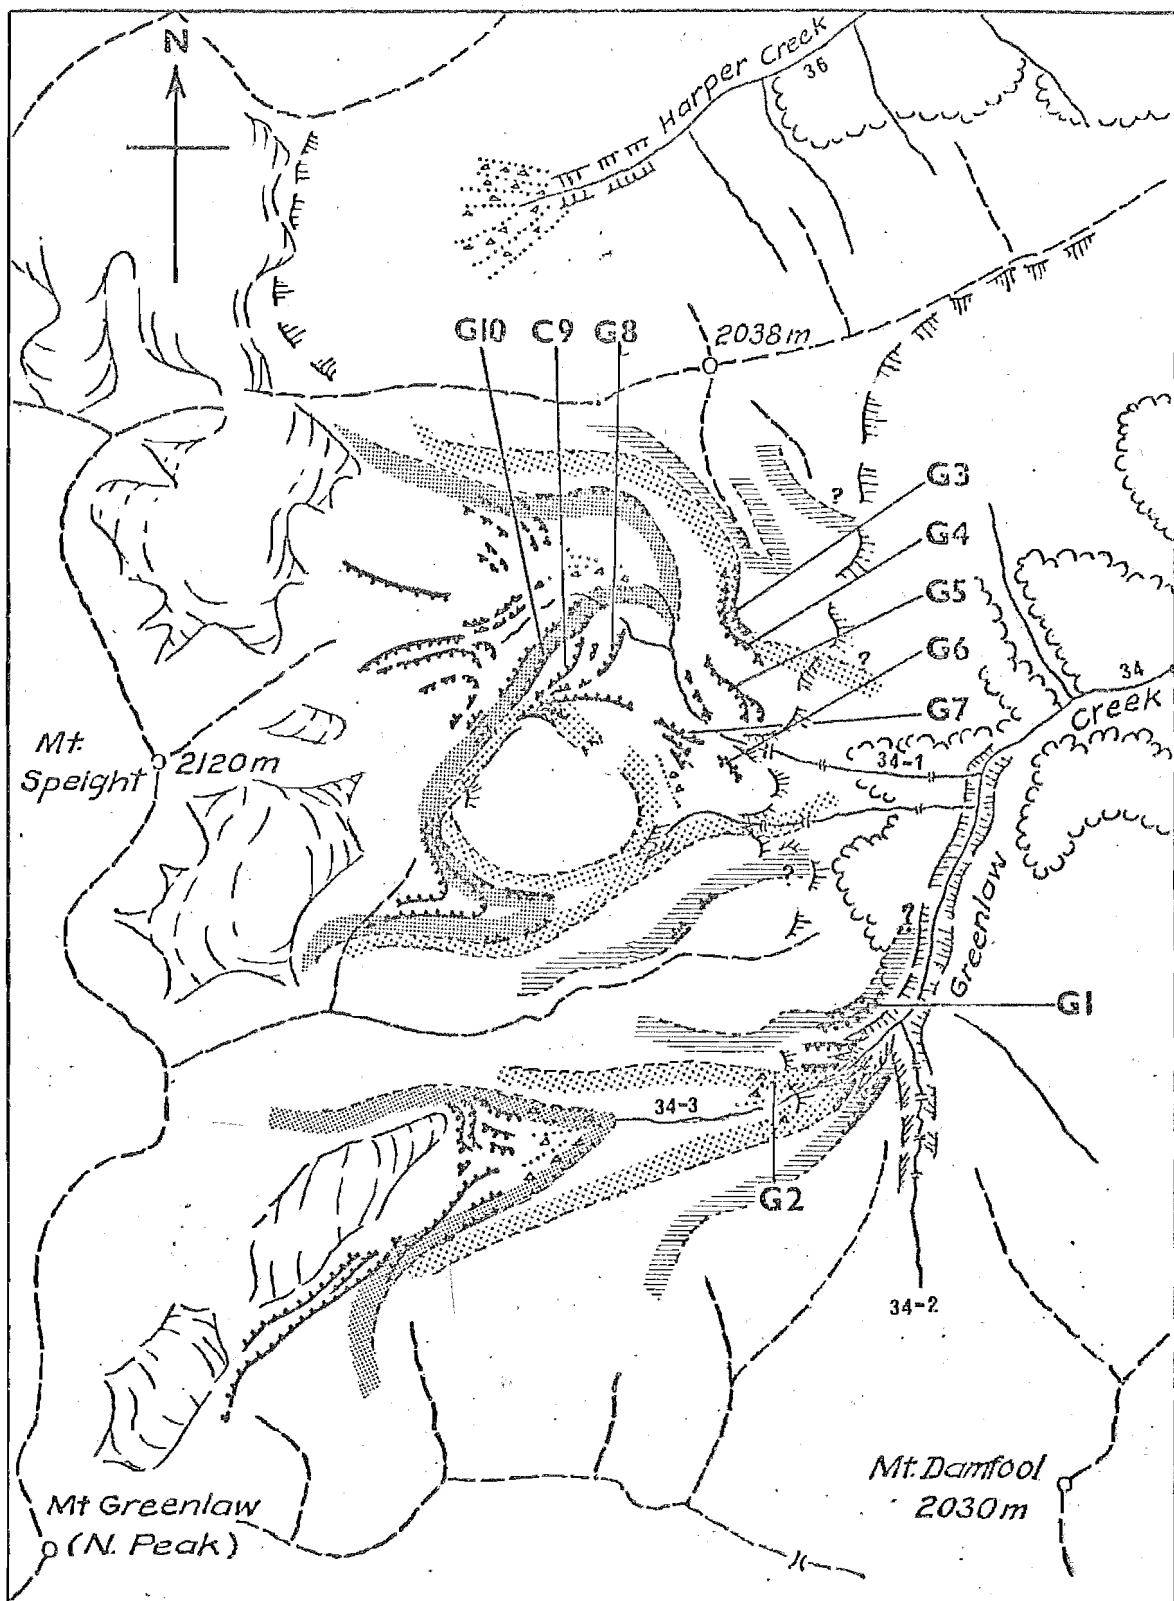 N
Harper Creek
36
G10 C9 G8
2038m
?
G3
G4
G5
?
G6
34
Creek
G7
Mt.
Speight
2120m
34-1
?
?
Greenlaw
G1
34-3
G2
34-2
Mt. Damfool
2030m
Mt Greenlaw
(N. Peak)